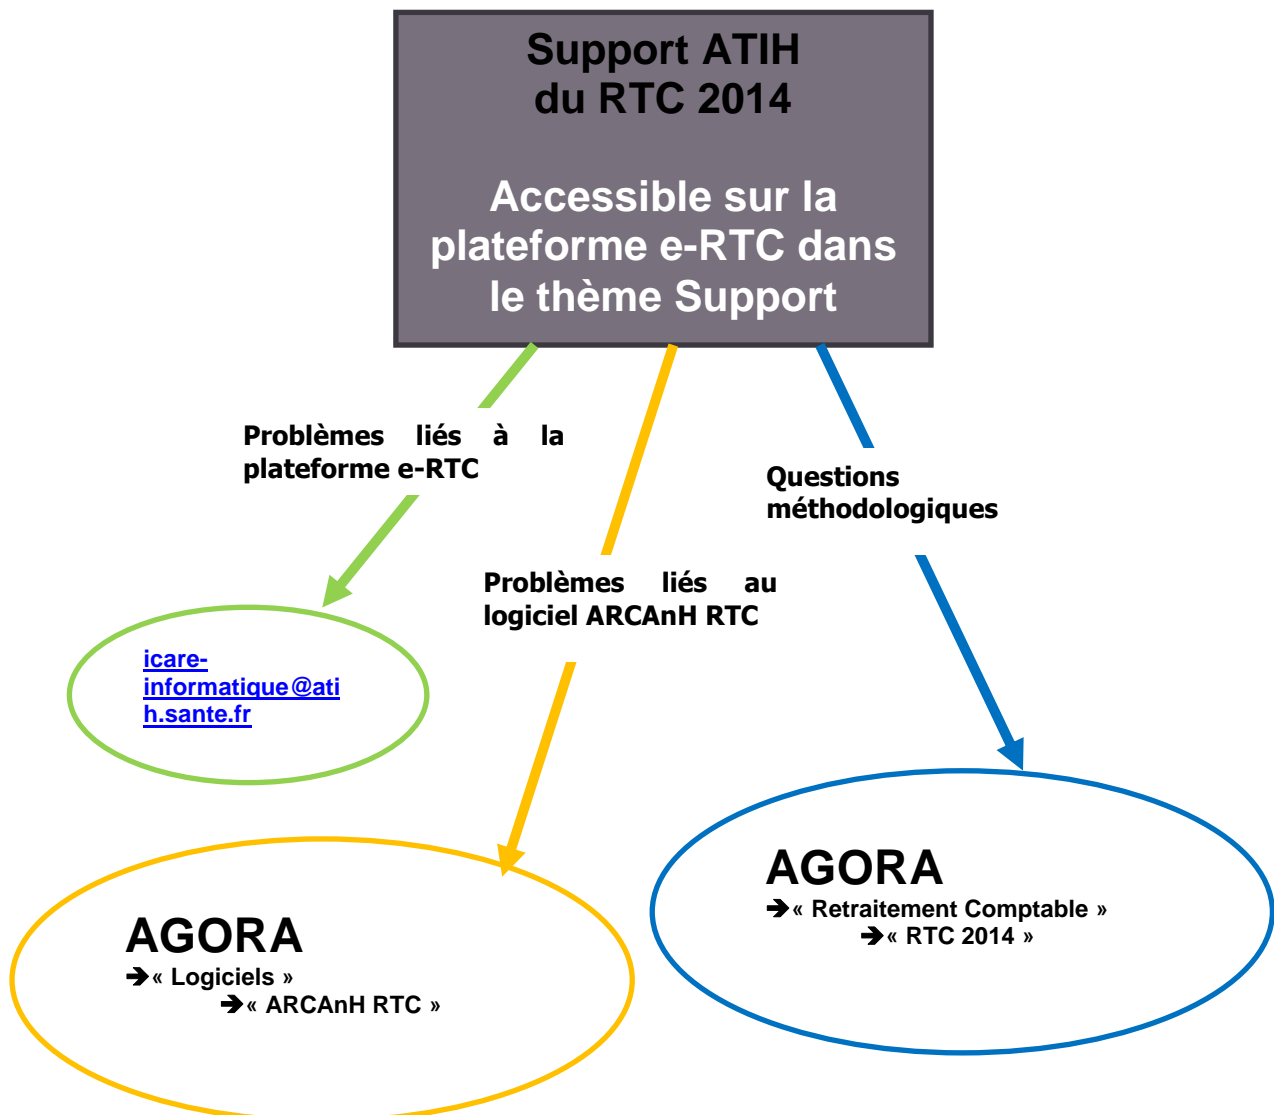 Support ATIH
du RTC 2014
Accessible sur la
plateforme e-RTC dans
le thème Support
Problèmes liés à la
plateforme e-RTC
Questions
méthodologiques
Problèmes liés au
logiciel ARCAnH RTC
icare-
informatique@ati
h.sante.fr
AGORA
➔« Retraitement Comptable »
➔« RTC 2014 »
AGORA
➔« Logiciels »
➔« ARCAnH RTC »